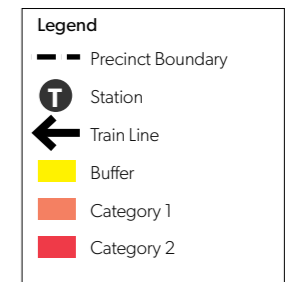 Legend
Precinct Boundary
T Station
Train Line
Buffer
Category 1
Category 2